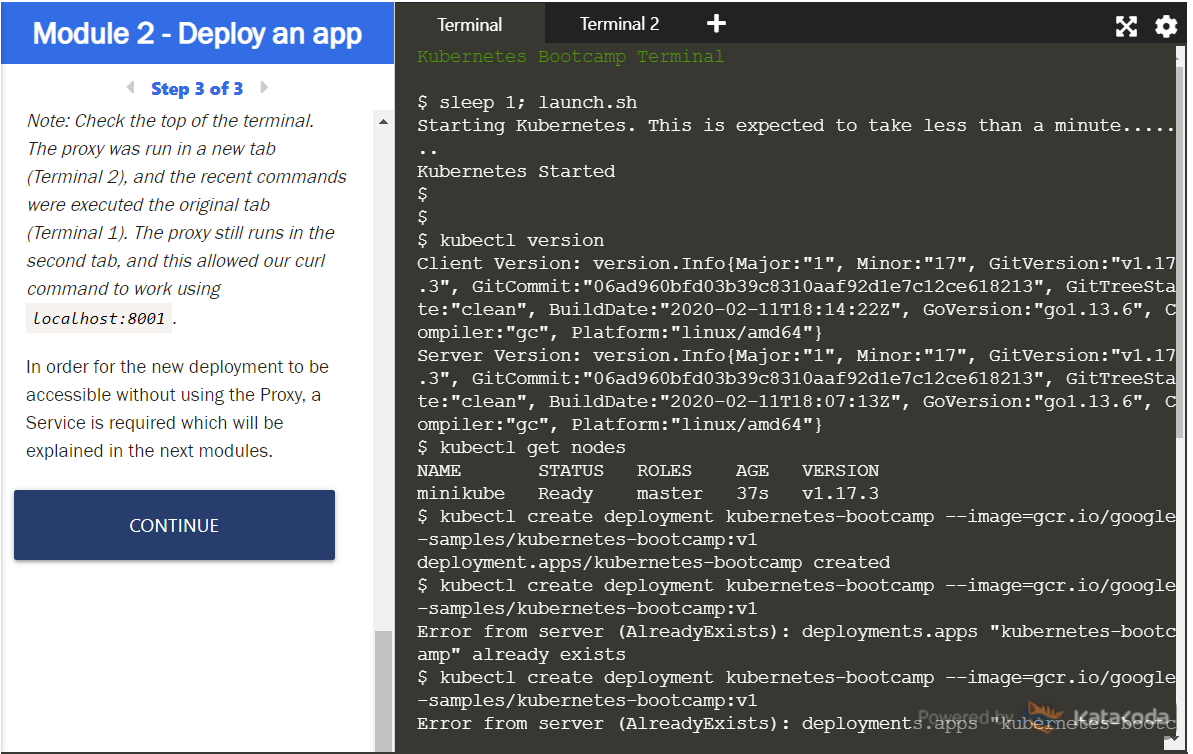 Module 2 - Deploy an app
Step 3 of 3
Note: Check the top of the terminal.
The proxy was run in a new tab
(Terminal 2), and the recent commands
were executed the original tab
(Terminal 1). The proxy still runs in the
second tab, and this allowed our curl
command to work using
localhost:8001 .
In order for the new deployment to be
accessible without using the Proxy, a
Service is required which will be
explained in the next modules.
CONTINUE
Terminal
Terminal 2
+
Kubernetes Bootcamp Terminal
$ sleep 1; launch.sh
Starting Kubernetes. This is expected to take less than a minute.....
..
Kubernetes Started
$
$
$ kubectl version
Client Version: version.Info{Major:"1", Minor:"17", GitVersion:"v1.17
.3", GitCommit:"06ad960bfd03b39c8310aaf92d1e7c12ce618213", GitTreeSta
te:"clean", BuildDate:"2020-02-11T18:14:22Z", GoVersion:"go1.13.6", C
ompiler:"gc", Platform:"linux/amd64"}
Server Version: version.Info{Major:"1", Minor:"17", GitVersion:"v1.17
.3", GitCommit:"06ad960bfd03b39c8310aaf92d1e7c12ce618213", GitTreeSta
te:"clean", BuildDate:"2020-02-11T18:07:13Z", GoVersion:"go1.13.6", C
ompiler:"gc", Platform:"linux/amd64"}
$ kubectl get nodes
NAME STATUS ROLES AGE VERSION
minikube Ready master 37s v1.17.3
$ kubectl create deployment kubernetes-bootcamp --image=gcr.io/google
-samples/kubernetes-bootcamp:v1
deployment.apps/kubernetes-bootcamp created
$ kubectl create deployment kubernetes-bootcamp --image=gcr.io/google
-samples/kubernetes-bootcamp:v1
Error from server (AlreadyExists): deployments.apps "kubernetes-bootc
amp" already exists
$ kubectl create deployment kubernetes-bootcamp --image=gcr.io/google
-samples/kubernetes-bootcamp:v1
Error from server (AlreadyExists): deployments.apps "kubernetes-bootc
Powered by Katacoda